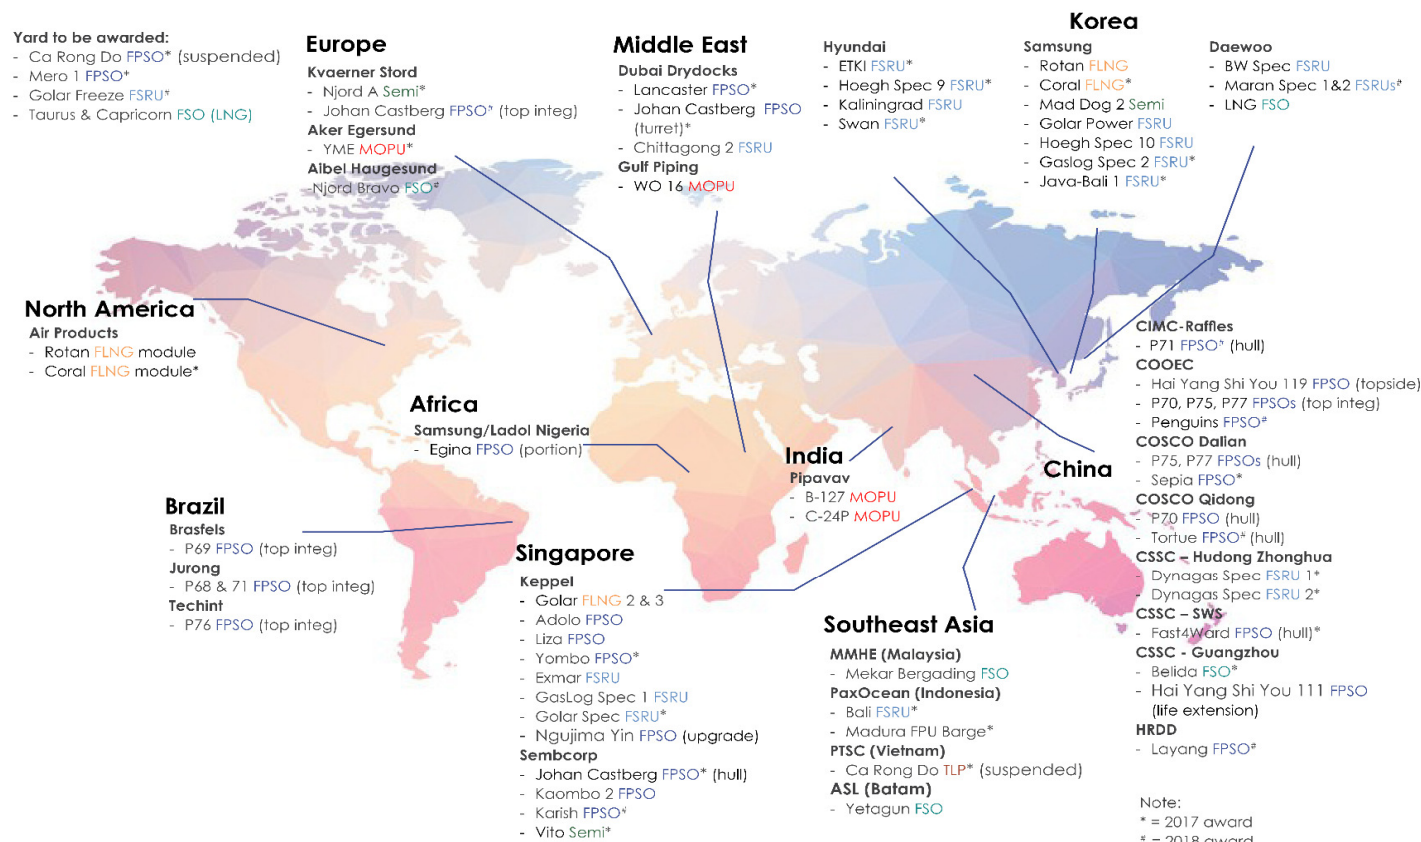 Yard to be awarded:
- Ca Rong Do FPSO* (suspended)
- Mero 1 FPSO*
- Golar Freeze FSRU#
- Taurus & Capricorn FSO (LNG)
Europe
Kvaerner Stord
- Njord A Semi*
- Johan Castberg FPSO# (top integ)
Aker Egersund
- YME MOPU*
Aibel Haugesund
-Njord Bravo FSO#
Middle East
Dubai Drydocks
- Lancaster FPSO*
- Johan Castberg FPSO
(turret)*
- Chittagong 2 FSRU
Gulf Piping
- WO 16 MOPU
Korea
Hyundai
- ETKI FSRU*
- Hoegh Spec 9 FSRU*
- Kaliningrad FSRU
- Swan FSRU*
Samsung
- Rotan FLNG
- Coral FLNG*
- Mad Dog 2 Semi
- Golar Power FSRU
- Hoegh Spec 10 FSRU
- Gaslog Spec 2 FSRU*
- Java-Bali 1 FSRU*
Daewoo
- BW Spec FSRU
- Maran Spec 1&2 FSRUs#
- LNG FSO
North America
Air Products
- Rotan FLNG module
- Coral FLNG module*
Africa
Samsung/Ladol Nigeria
- Egina FPSO (portion)
India
Pipavav
- B-127 MOPU
- C-24P MOPU
China
CIMC-Raffles
- P71 FPSO# (hull)
COOEC
- Hai Yang Shi You 119 FPSO (topside)
- P70, P75, P77 FPSOs (top integ)
- Penguins FPSO#
COSCO Dalian
- P75, P77 FPSOs (hull)
- Sepia FPSO*
COSCO Qidong
- P70 FPSO (hull)
- Tortue FPSO# (hull)
CSSC – Hudong Zhonghua
- Dynagas Spec FSRU 1*
- Dynagas Spec FSRU 2*
CSSC – SWS
- Fast4Ward FPSO (hull)*
CSSC - Guangzhou
- Belida FSO*
- Hai Yang Shi You 111 FPSO
(life extension)
HRDD
- Layang FPSO#
Brazil
Brasfels
- P69 FPSO (top integ)
Jurong
- P68 & 71 FPSO (top integ)
Techint
- P76 FPSO (top integ)
Singapore
Keppel
- Golar FLNG 2 & 3
- Adolo FPSO
- Liza FPSO
- Yombo FPSO*
- Exmar FSRU
- GasLog Spec 1 FSRU
- Golar Spec FSRU*
- Ngujima Yin FPSO (upgrade)
Sembcorp
- Johan Castberg FPSO* (hull)
- Kaombo 2 FPSO
- Karish FPSO#
- Vito Semi*
Southeast Asia
MMHE (Malaysia)
- Mekar Bergading FSO
PaxOcean (Indonesia)
- Bali FSRU*
- Madura FPU Barge*
PTSC (Vietnam)
- Ca Rong Do TLP* (suspended)
ASL (Batam)
- Yetagun FSO
Note:
* = 2017 award
# = 2018 award